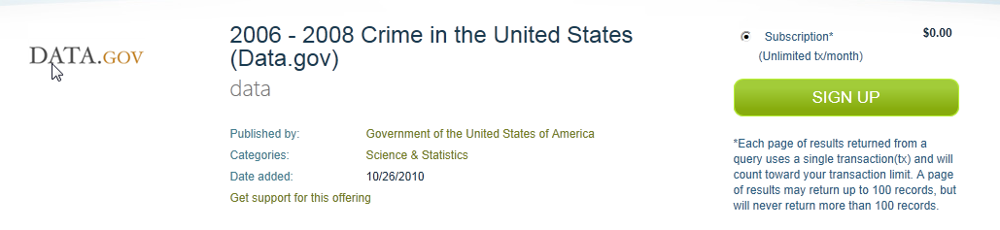 DATA.GOV
2006 - 2008 Crime in the United States
(Data.gov)
data
Published by: Government of the United States of America
Categories: Science & Statistics
Date added: 10/26/2010
Get support for this offering
Subscription* $0.00
(Unlimited tx/month)
SIGN UP
*Each page of results returned from a
query uses a single transaction(tx) and will
count toward your transaction limit. A page
of results may return up to 100 records, but
will never return more than 100 records.